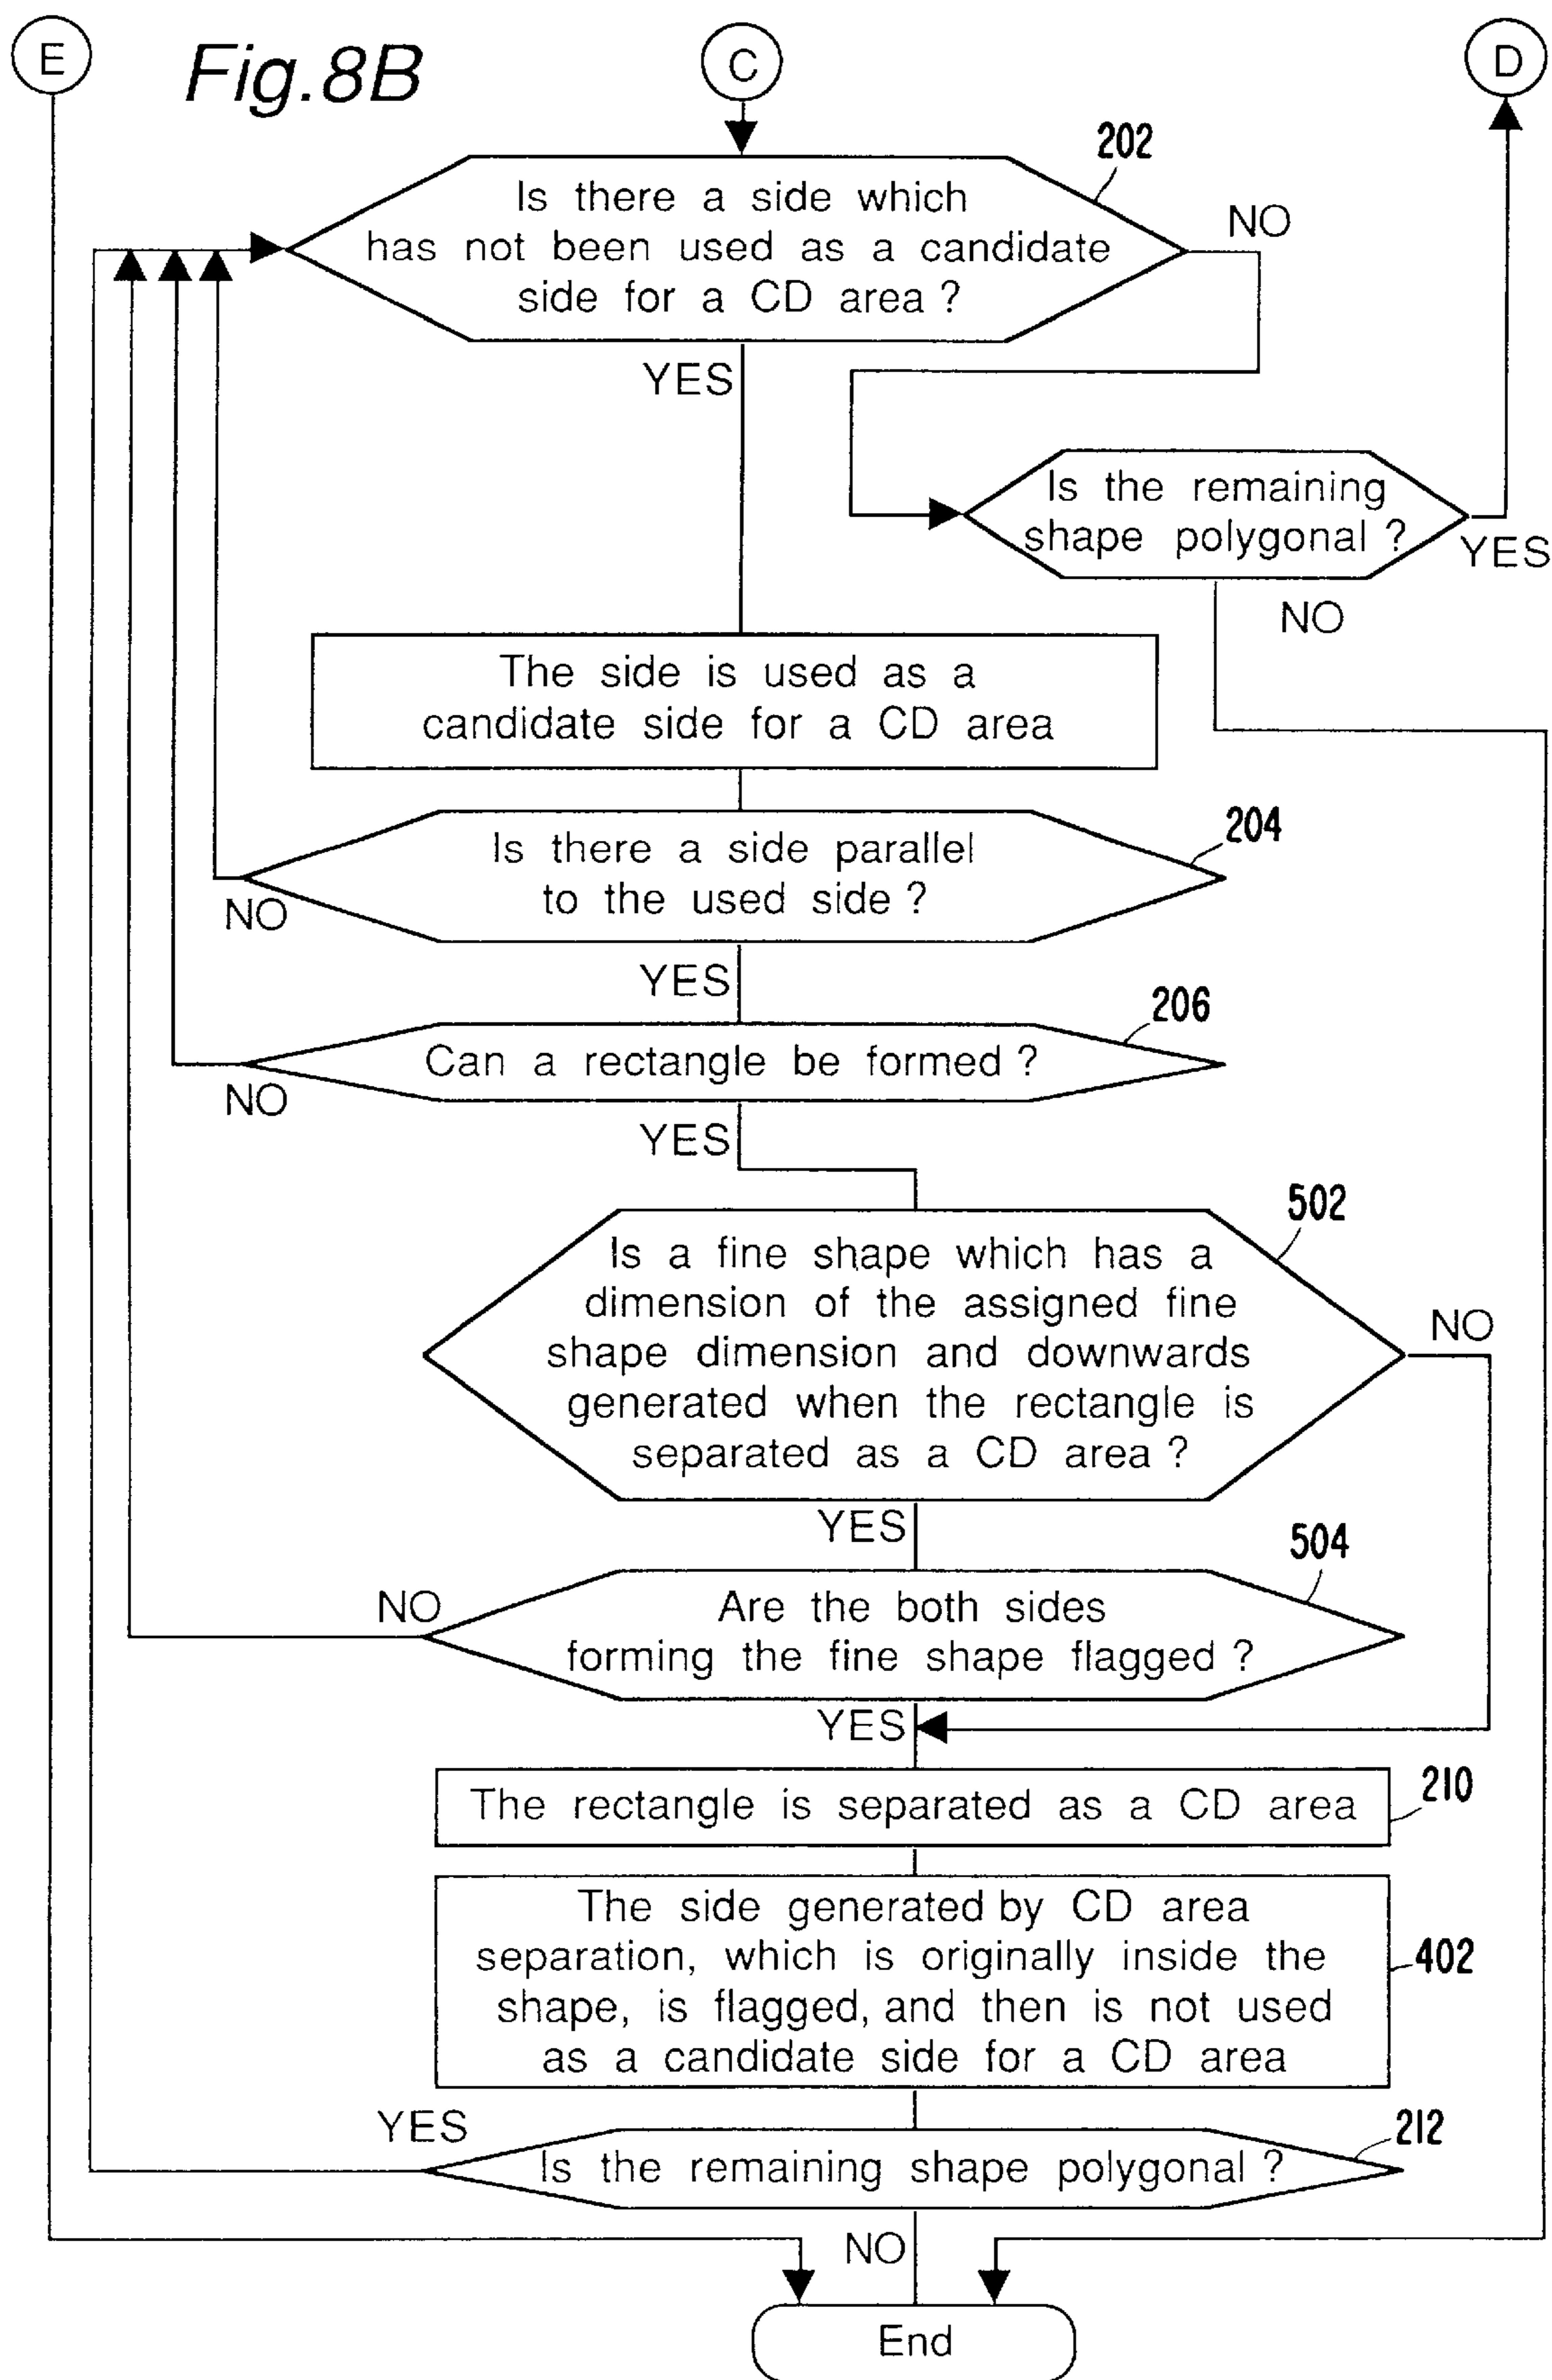 E
Fig.8B
C
D
202
Is there a side which
has not been used as a candidate
side for a CD area ?
NO
YES
Is the remaining
shape polygonal ?
YES
NO
The side is used as a
candidate side for a CD area
204
Is there a side parallel
to the used side ?
NO
YES
206
Can a rectangle be formed ?
NO
YES
502
Is a fine shape which has a
dimension of the assigned fine
shape dimension and downwards
generated when the rectangle is
separated as a CD area ?
NO
YES
504
Are the both sides
forming the fine shape flagged ?
NO
YES
The rectangle is separated as a CD area
210
The side generated by CD area
separation, which is originally inside the
shape, is flagged, and then is not used
as a candidate side for a CD area
402
YES
212
Is the remaining shape polygonal ?
NO
End